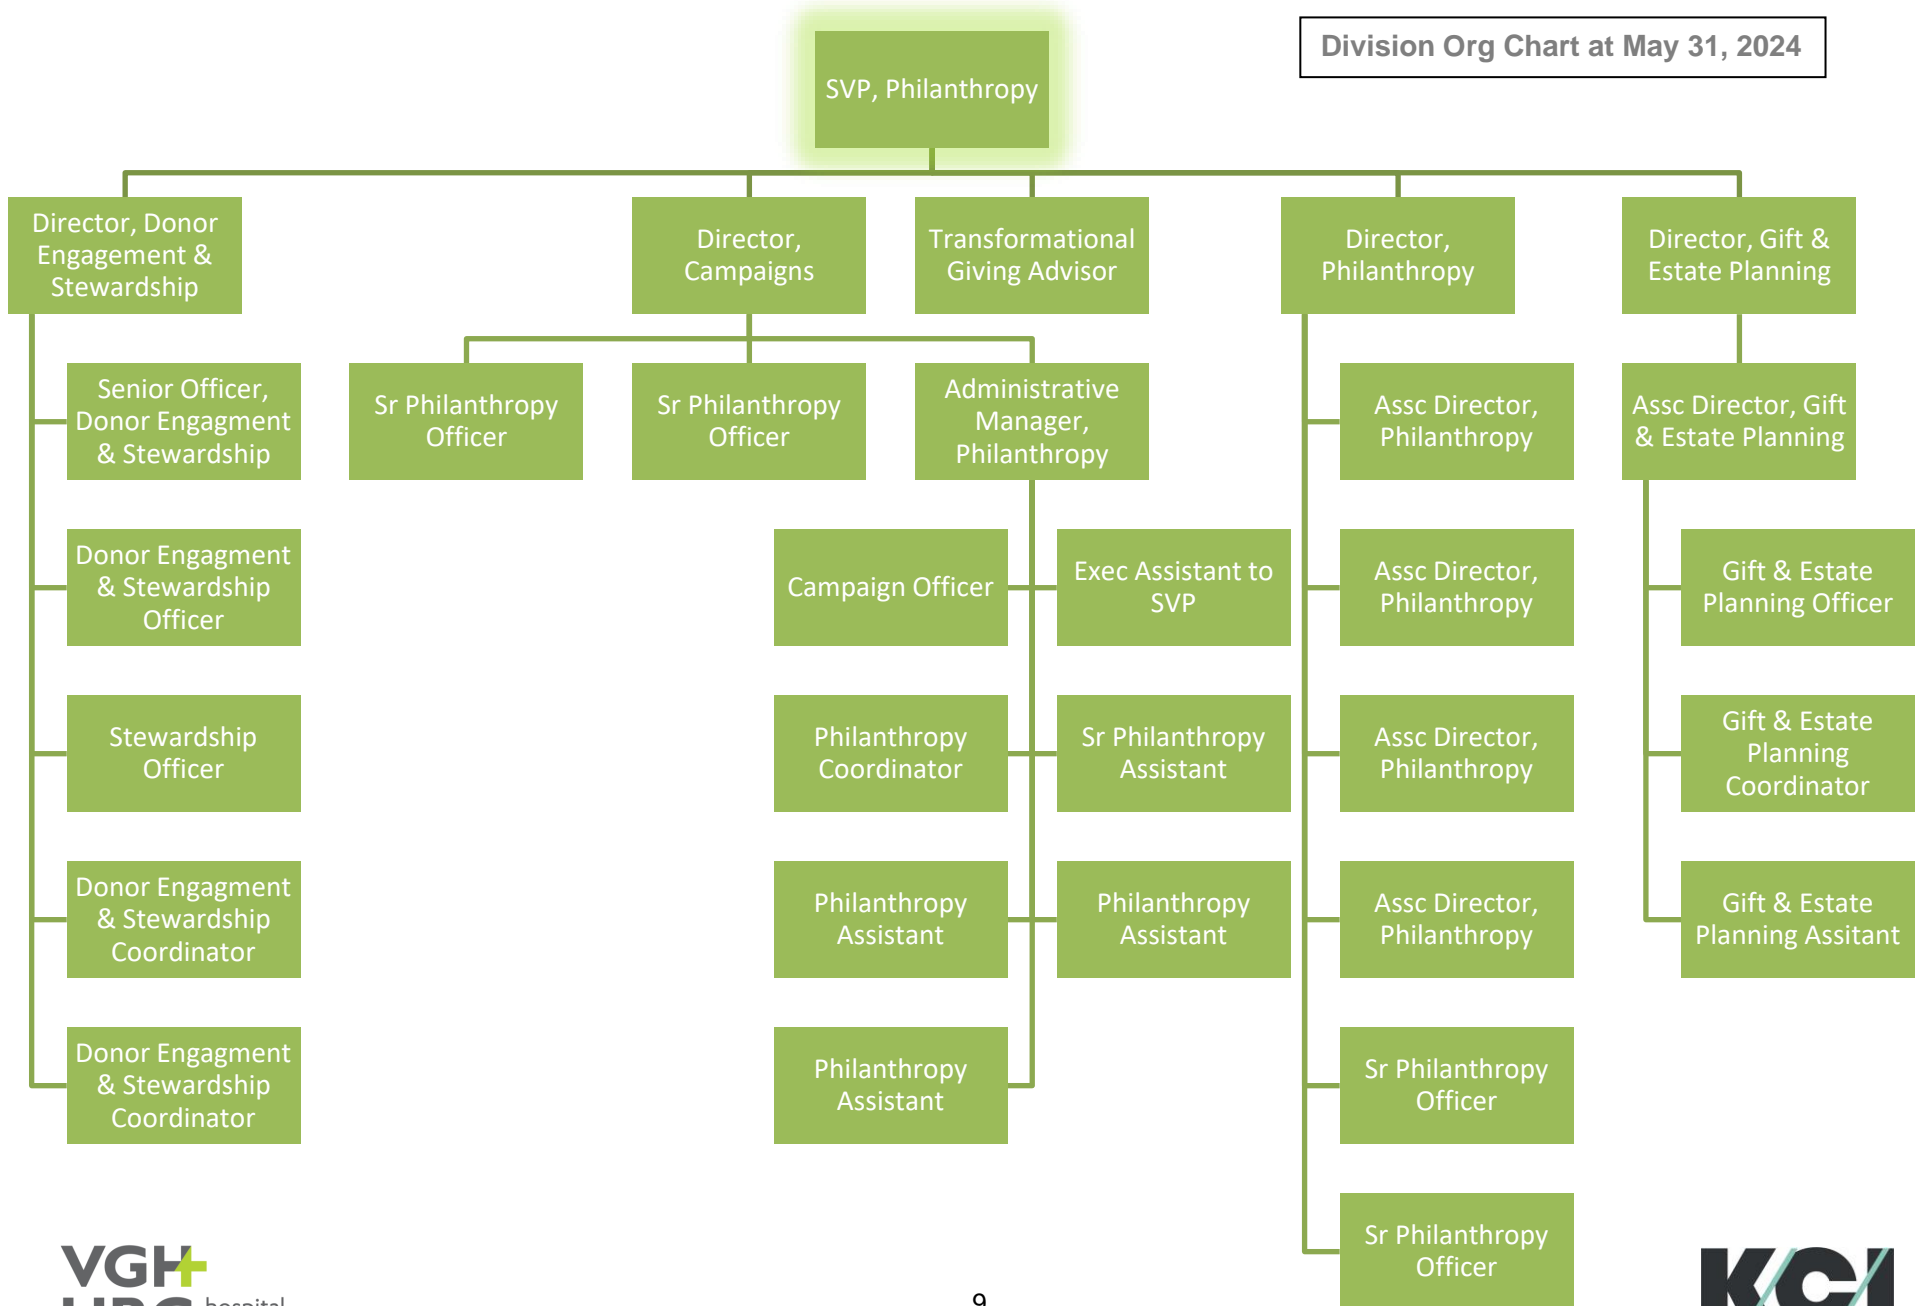 Division Org Chart at May 31, 2024
SVP, Philanthropy
Director, Donor
Engagement &
Stewardship
Director,
Campaigns
Transformational
Giving Advisor
Director,
Philanthropy
Director, Gift &
Estate Planning
Senior Officer,
Donor Engagment
& Stewardship
Sr Philanthropy
Officer
Sr Philanthropy
Officer
Administrative
Manager,
Philanthropy
Assc Director,
Philanthropy
Assc Director, Gift
& Estate Planning
Donor Engagment
& Stewardship
Officer
Campaign Officer
Exec Assistant to
SVP
Assc Director,
Philanthropy
Gift & Estate
Planning Officer
Stewardship
Officer
Philanthropy
Coordinator
Sr Philanthropy
Assistant
Assc Director,
Philanthropy
Gift & Estate
Planning
Coordinator
Donor Engagment
& Stewardship
Coordinator
Philanthropy
Assistant
Philanthropy
Assistant
Assc Director,
Philanthropy
Gift & Estate
Planning Assitant
Donor Engagment
& Stewardship
Coordinator
Philanthropy
Assistant
Sr Philanthropy
Officer
Sr Philanthropy
Officer
VGH+
UBC hospital
9
KCI